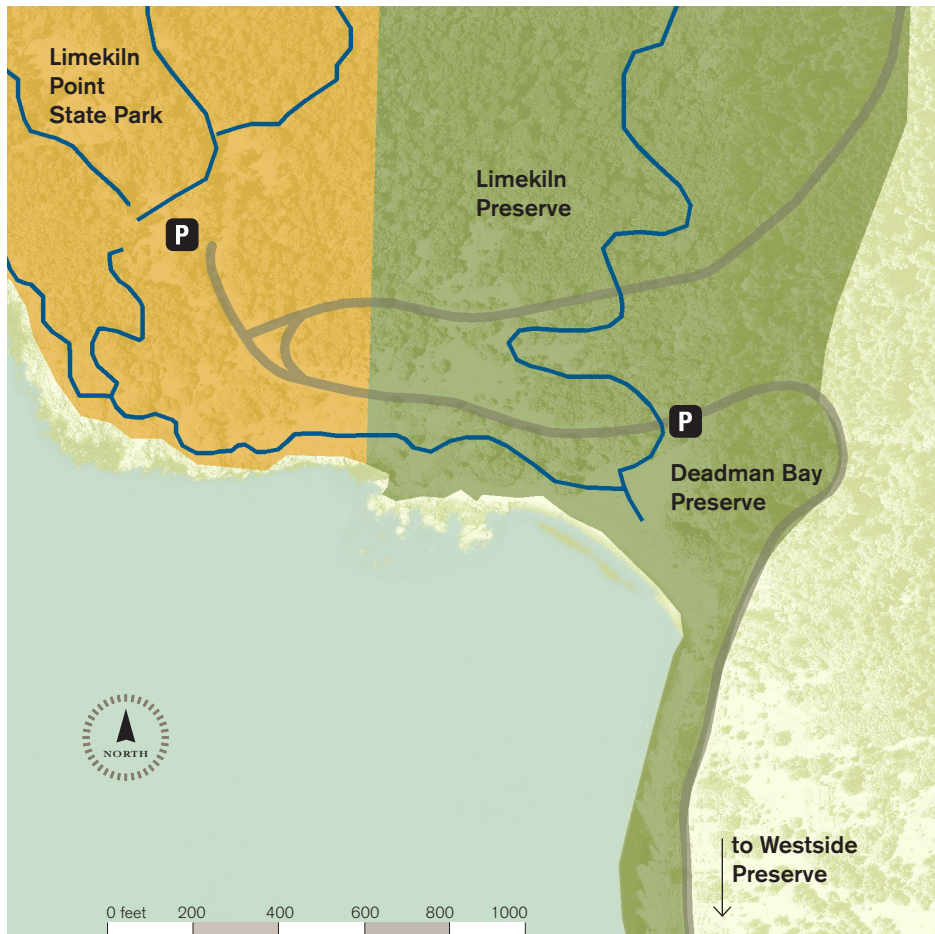 Limekiln
Point
State Park
Limekiln
Preserve
P
P
Deadman Bay
Preserve
NORTH
to Westside
Preserve
0 feet 200 400 600 800 1000